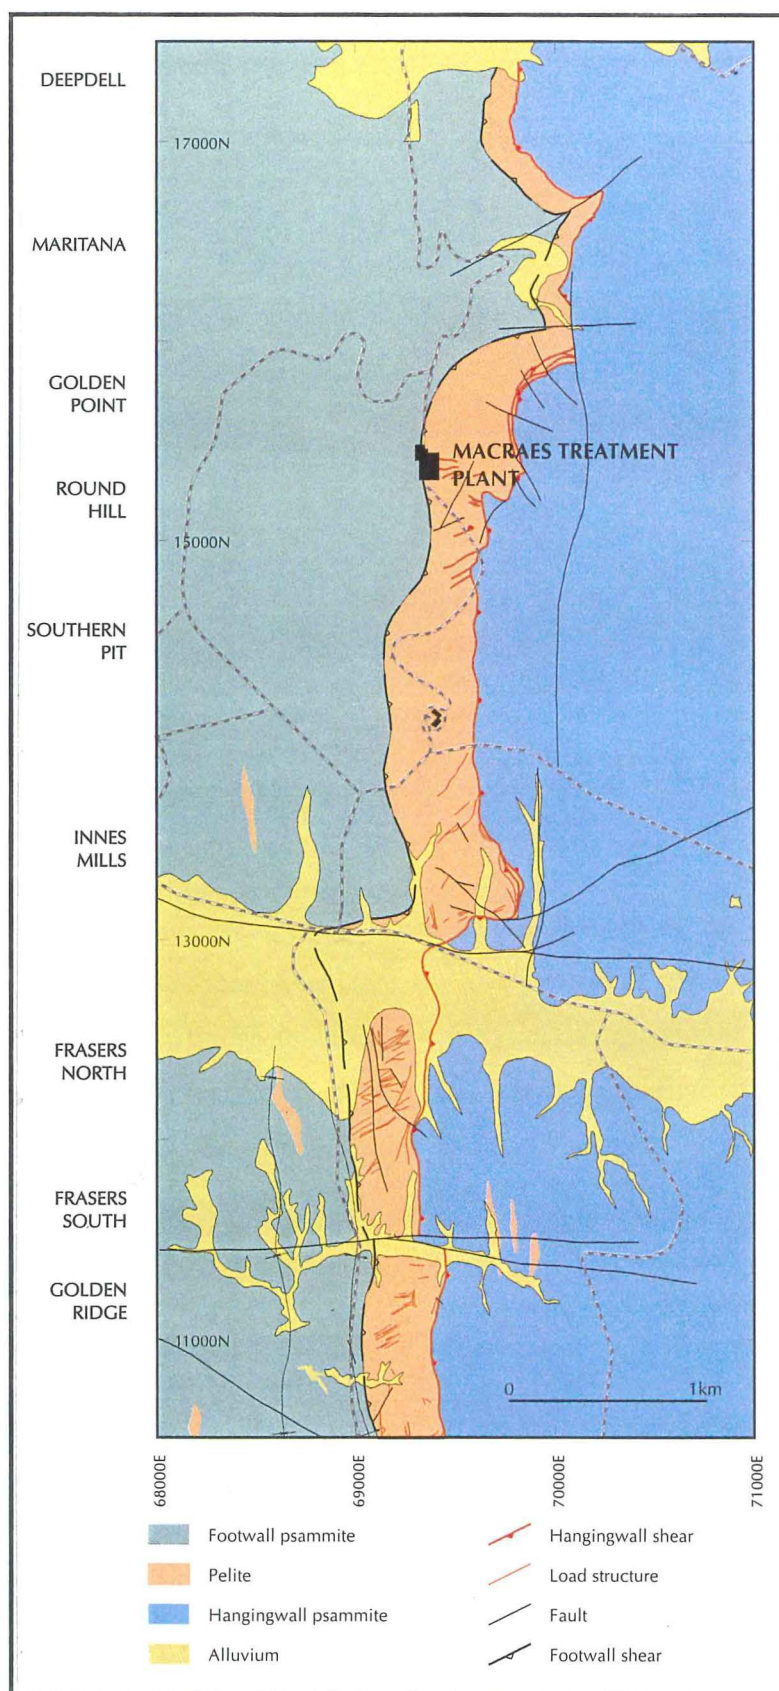 DEEPDELL
17000N
MARITANA
GOLDEN
POINT
MACRAES TREATMENT
PLANT
ROUND
HILL
15000N
SOUTHERN
PIT
INNES
MILLS
13000N
FRASERS
NORTH
FRASERS
SOUTH
GOLDEN
RIDGE
11000N
0 1km
68000E
69000E
70000E
71000E
Footwall psammite
Pelite
Hangingwall psammite
Alluvium
Hangingwall shear
Load structure
Fault
Footwall shear